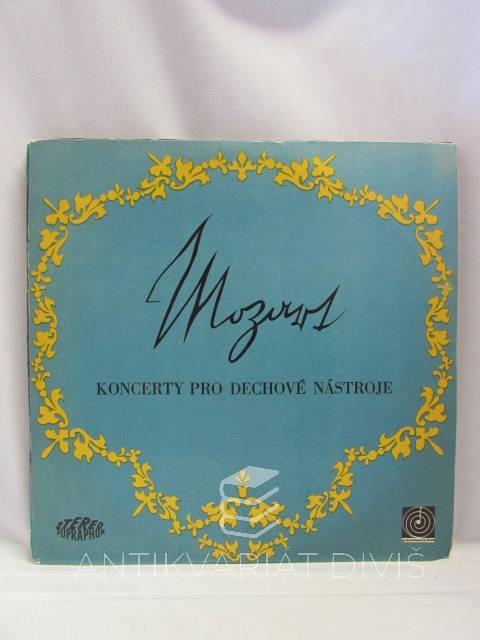 Mozart
KONCERTY PRO DECHOVÉ NÁSTROJE
STEREO
SUPRAPHON
ANTIKVARIÁT DIVIŠ